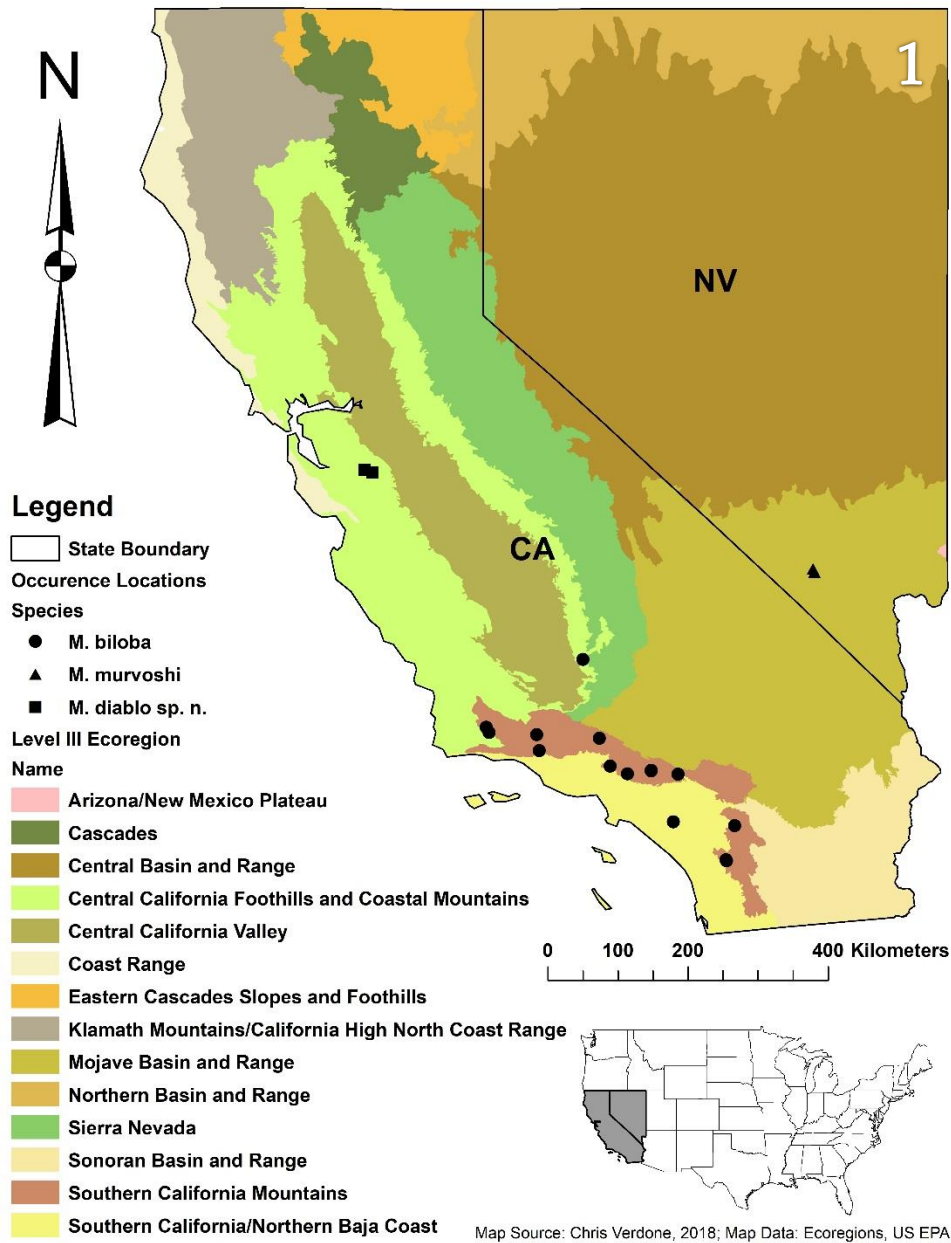 1
N
NV
CA
Legend
State Boundary
Occurence Locations
Species
M. biloba
M. murvoshi
M. diablo sp. n.
Level III Ecoregion
Name
Arizona/New Mexico Plateau
Cascades
Central Basin and Range
Central California Foothills and Coastal Mountains
Central California Valley
Coast Range
Eastern Cascades Slopes and Foothills
Klamath Mountains/California High North Coast Range
Mojave Basin and Range
Northern Basin and Range
Sierra Nevada
Sonoran Basin and Range
Southern California Mountains
Southern California/Northern Baja Coast
0 100 200 400 Kilometers
Map Source: Chris Verdone, 2018; Map Data: Ecoregions, US EPA